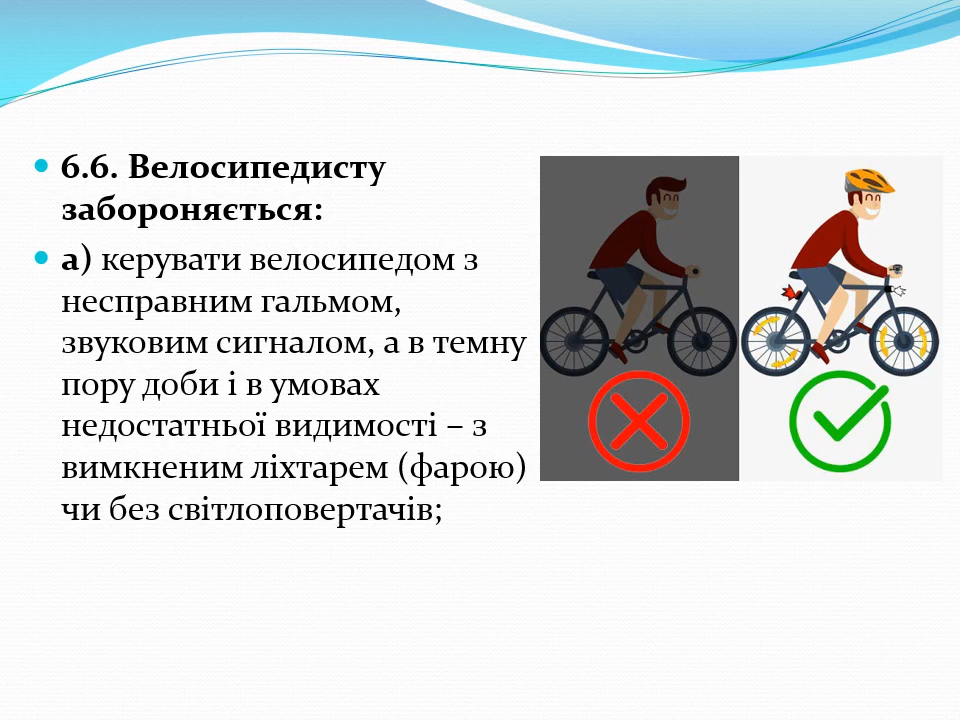 6.6. Велосипедисту
забороняється:
а) керувати велосипедом з
несправним гальмом,
звуковим сигналом, а в темну
пору доби і в умовах
недостатньої видимості – з
вимкненим ліхтарем (фарою)
чи без світлоповертачів;